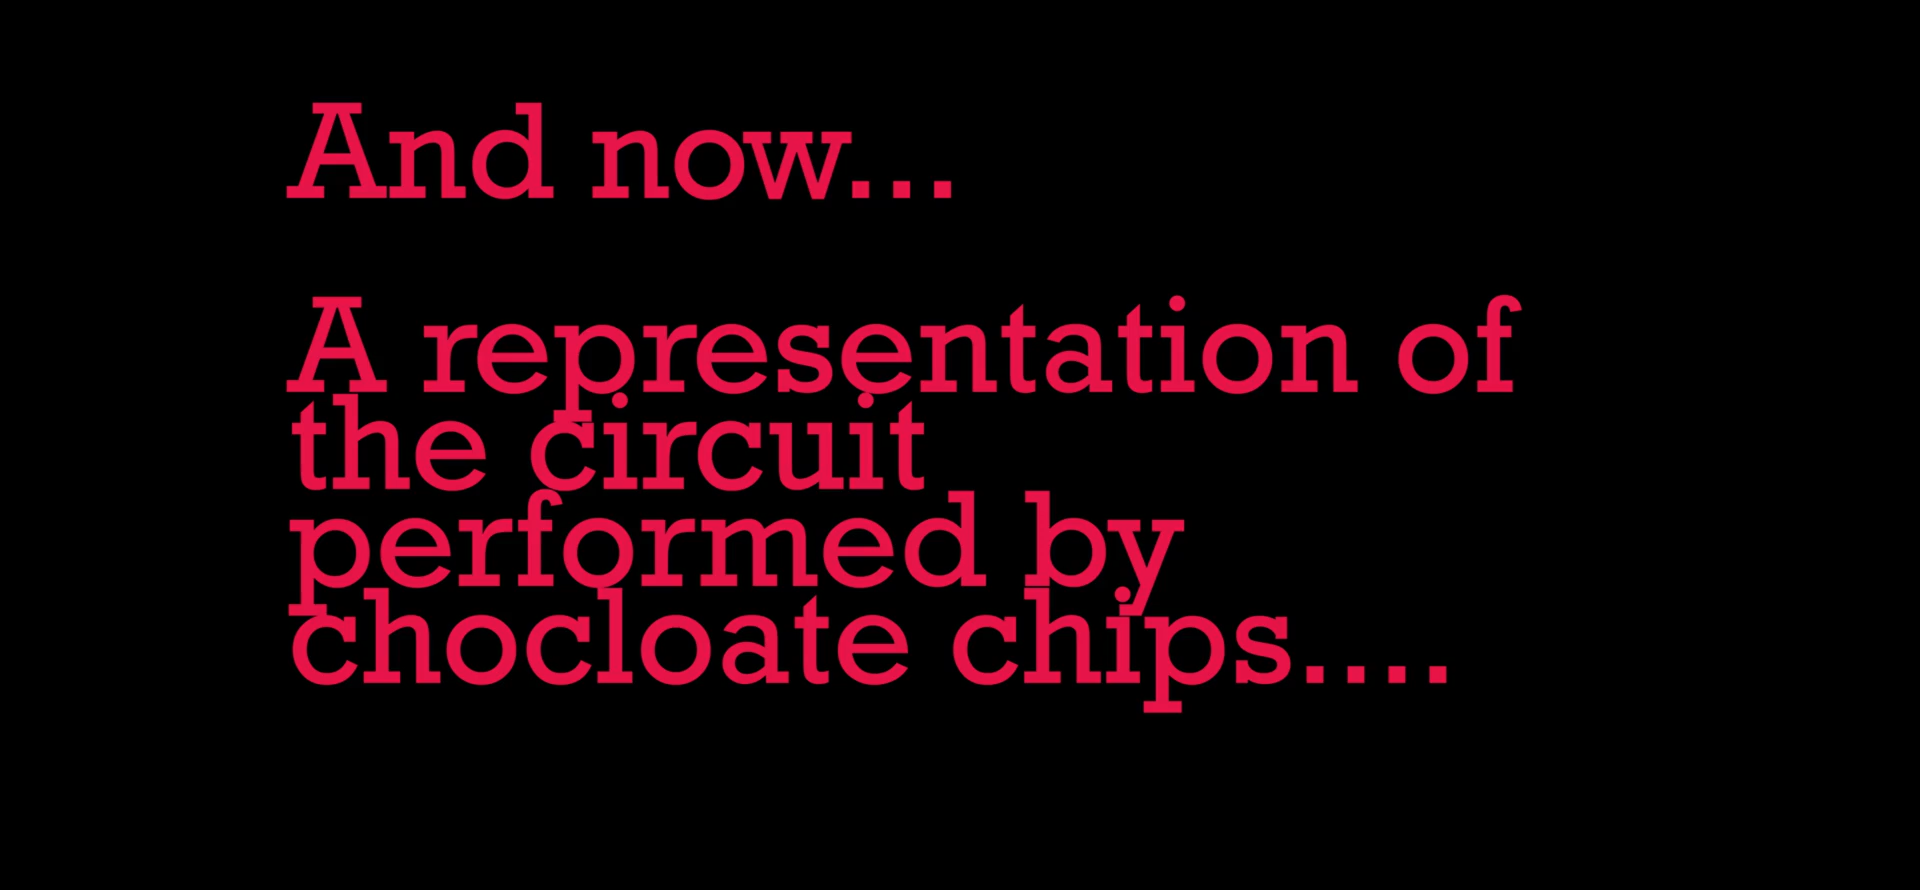 And now...
A representation of
the circuit
performed by
chocloate chips....